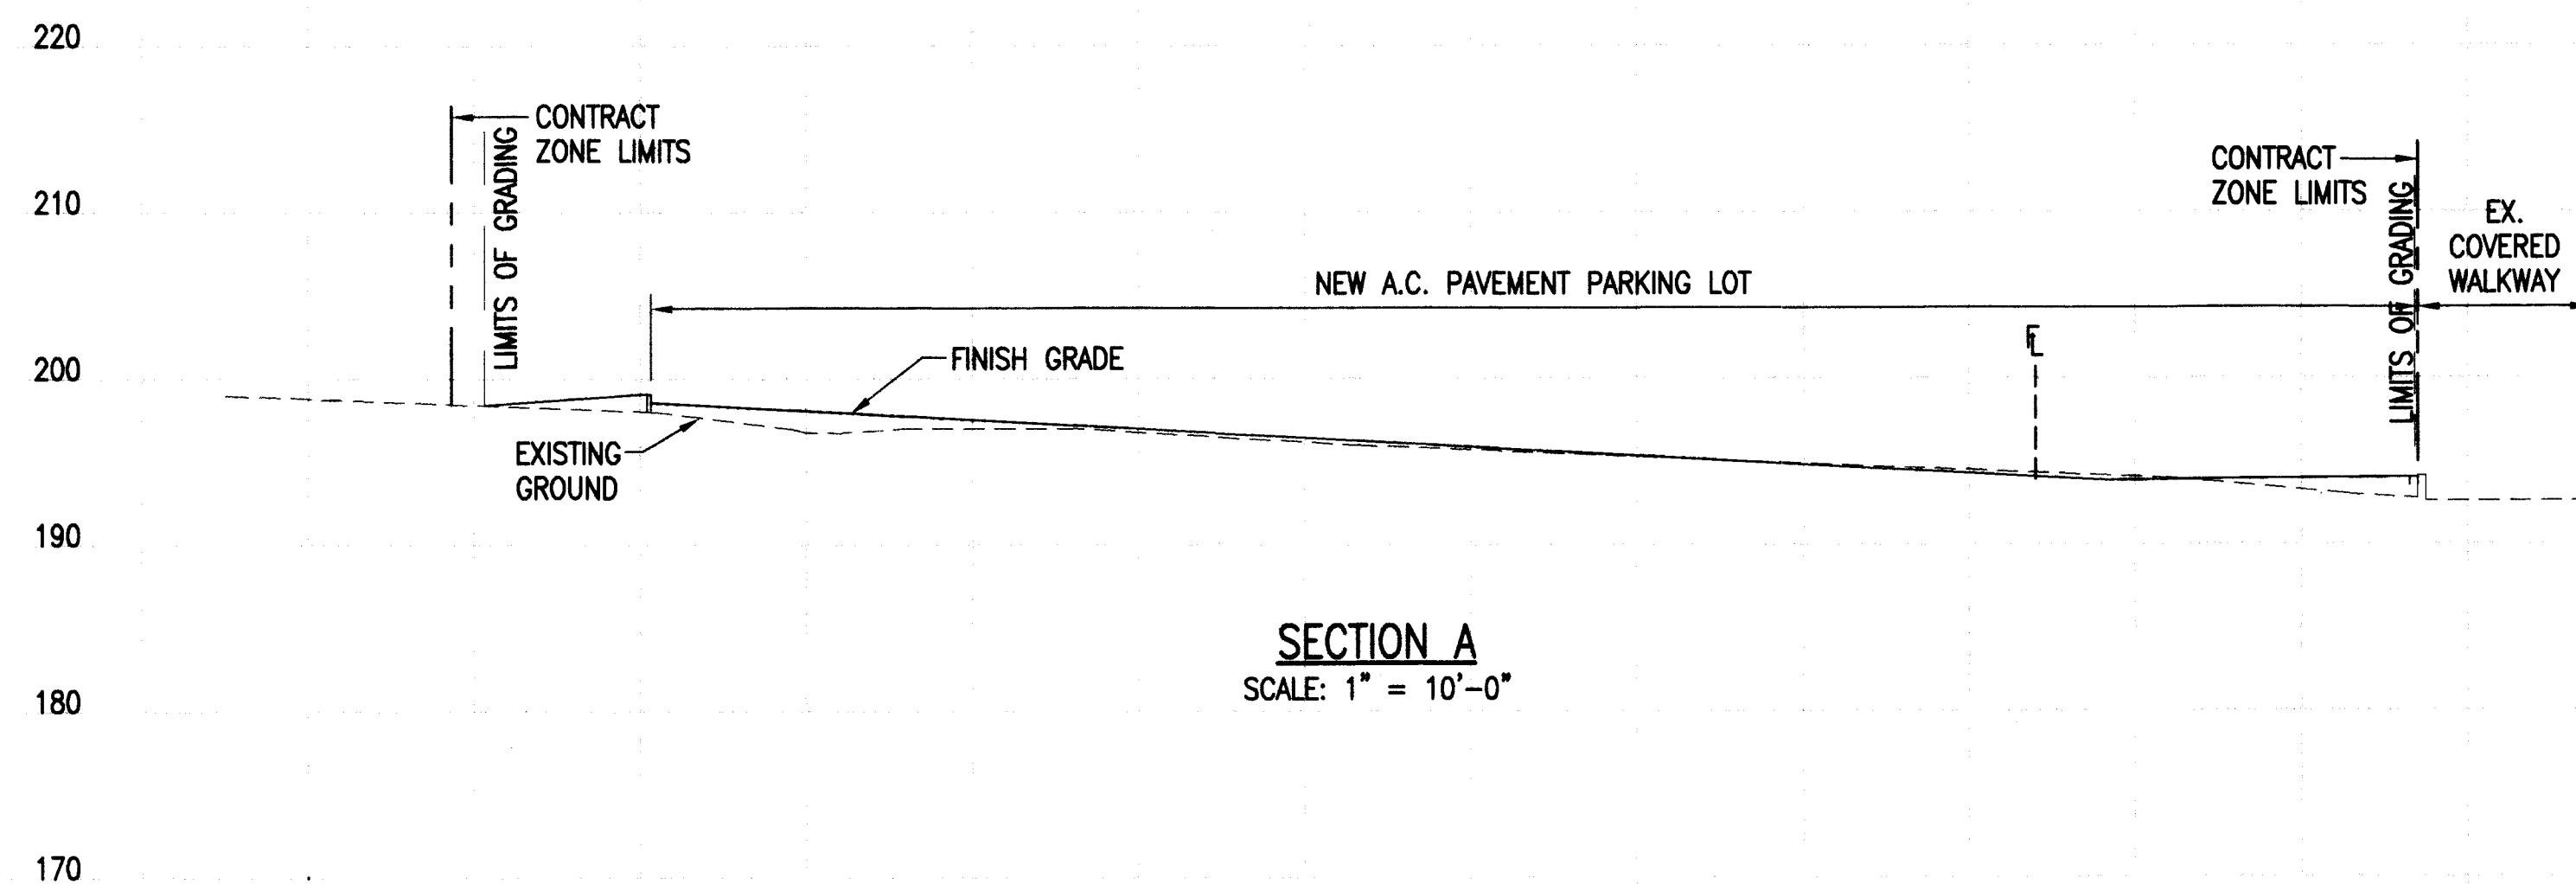 220
CONTRACT
ZONE LIMITS
LIMITS OF GRADING
CONTRACT
ZONE LIMITS
LIMITS OF GRADING
210
EX.
COVERED
WALKWAY
NEW A.C. PAVEMENT PARKING LOT
FL
200
FINISH GRADE
EXISTING
GROUND
190
SECTION A
SCALE: 1" = 10'-0"
180
170